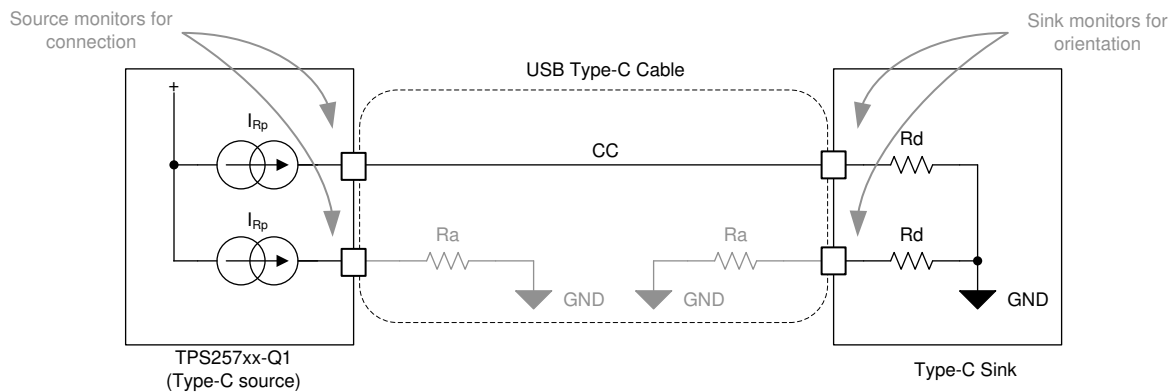 Source monitors for
connection
Sink monitors for
orientation
USB Type-C Cable
+
IRp
CC
Rd
IRp
Ra
Ra
Rd
GND
GND
GND
TPS257xx-Q1
(Type-C source)
Type-C Sink